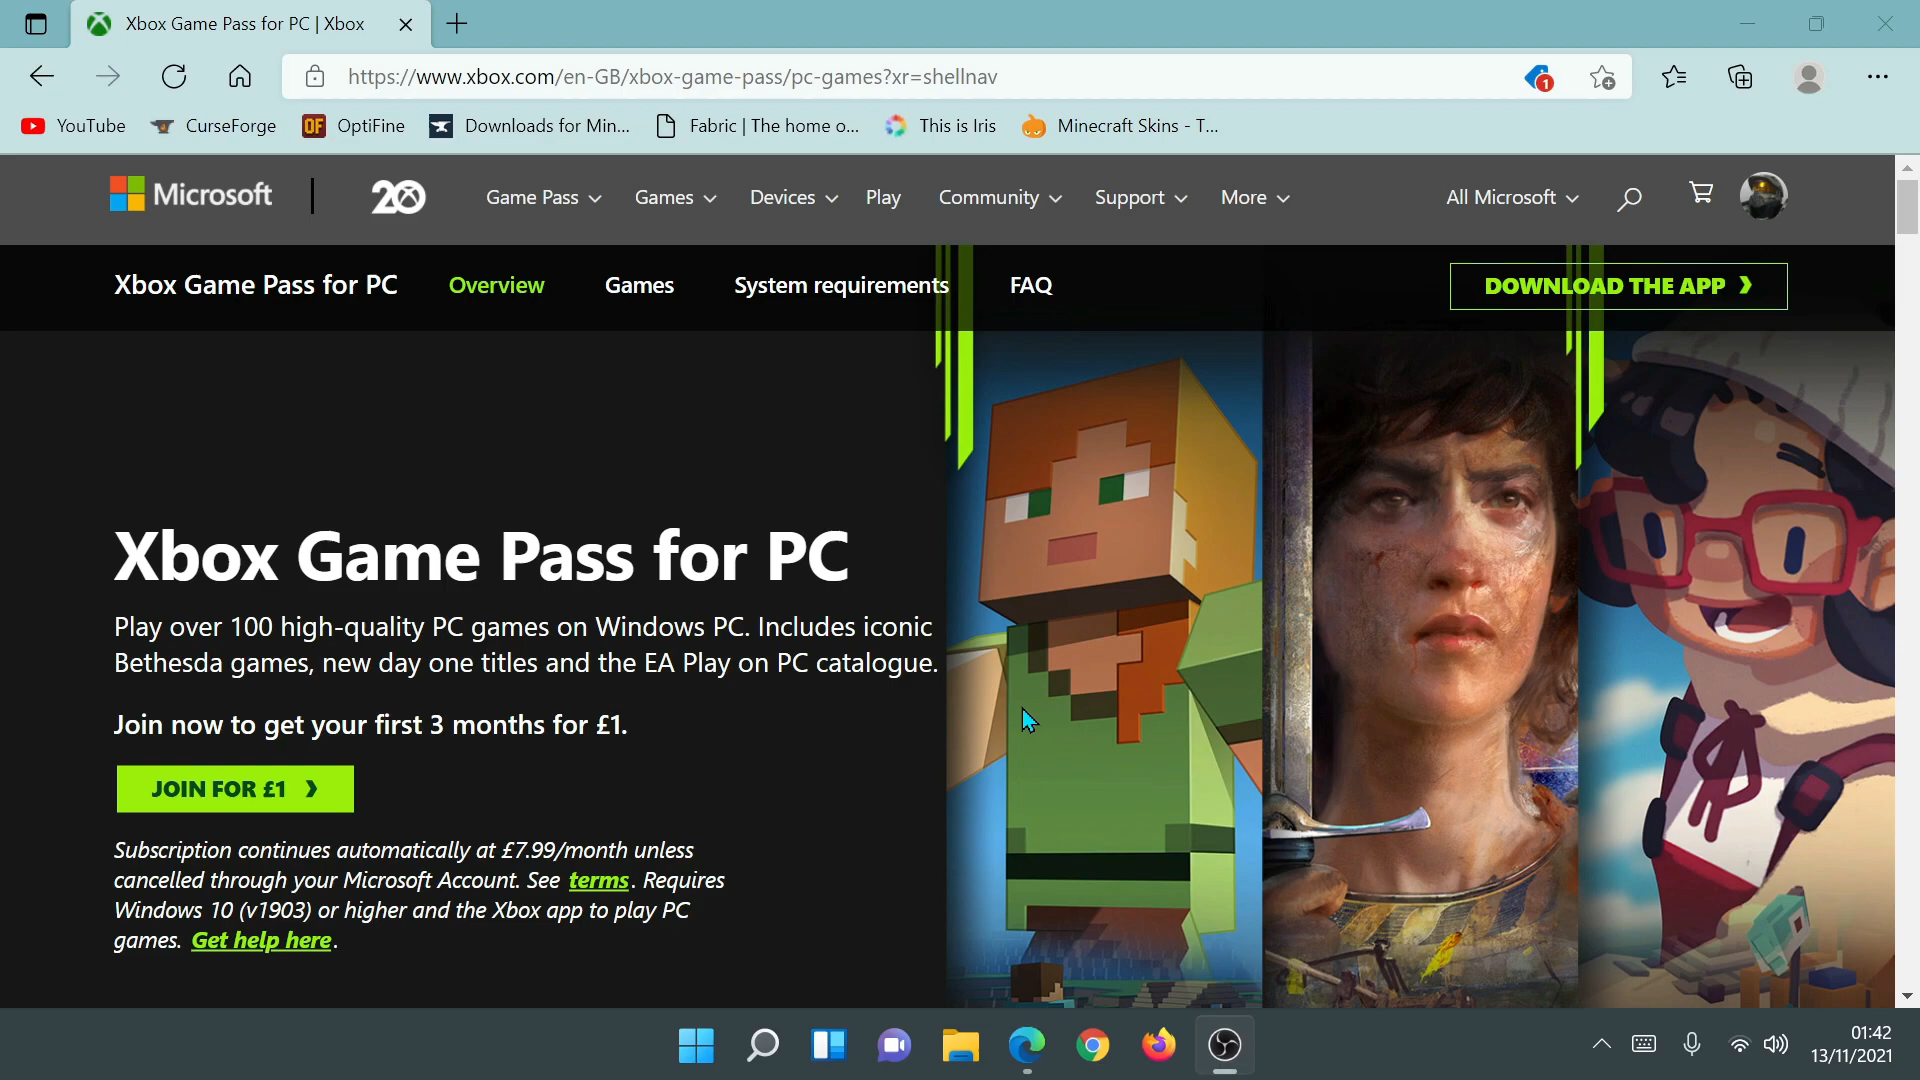 Xbox Game Pass for PC | Xbox
https://www.xbox.com/en-GB/xbox-game-pass/pc-games?xr=shellnav
1
YouTube CurseForge OF OptiFine Downloads for Min... Fabric | The home o... This is Iris Minecraft Skins - T...
Microsoft 20 Game Pass Games Devices Play Community Support More All Microsoft
Xbox Game Pass for PC Overview Games System requirements FAQ DOWNLOAD THE APP
Xbox Game Pass for PC
Play over 100 high-quality PC games on Windows PC. Includes iconic
Bethesda games, new day one titles and the EA Play on PC catalogue.
Join now to get your first 3 months for £1.
JOIN FOR £1
Subscription continues automatically at £7.99/month unless
cancelled through your Microsoft Account. See terms. Requires
Windows 10 (v1903) or higher and the Xbox app to play PC
games. Get help here.
01:42
13/11/2021